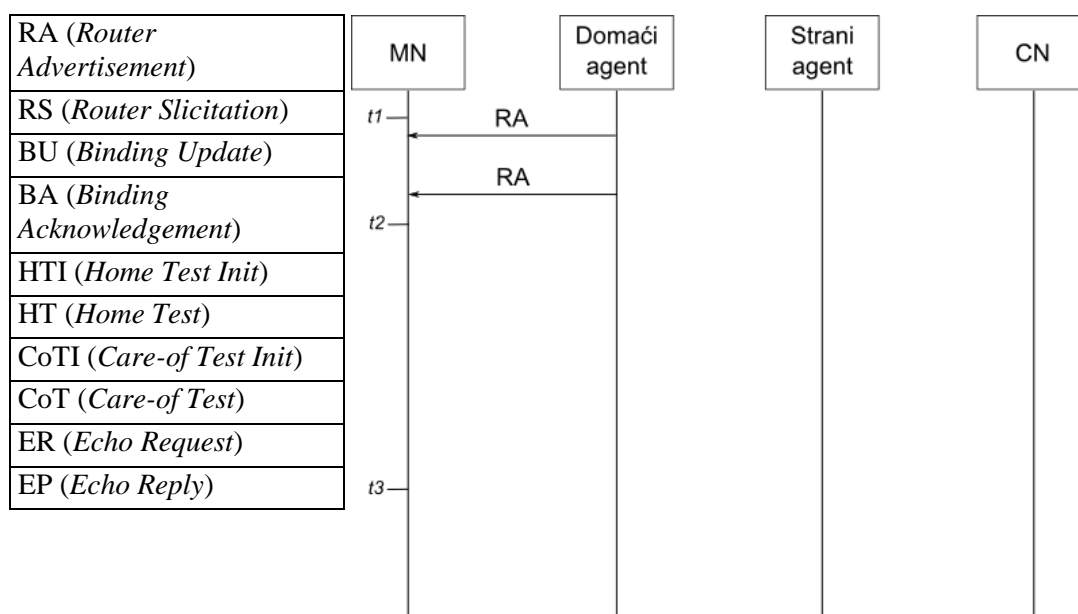 RA (Router
Advertisement)
RS (Router Slicitation)
BU (Binding Update)
BA (Binding
Acknowledgement)
HTI (Home Test Init)
HT (Home Test)
CoTI (Care-of Test Init)
CoT (Care-of Test)
ER (Echo Request)
EP (Echo Reply)
MN
Domaći
agent
Strani
agent
CN
t1
RA
RA
t2
t3